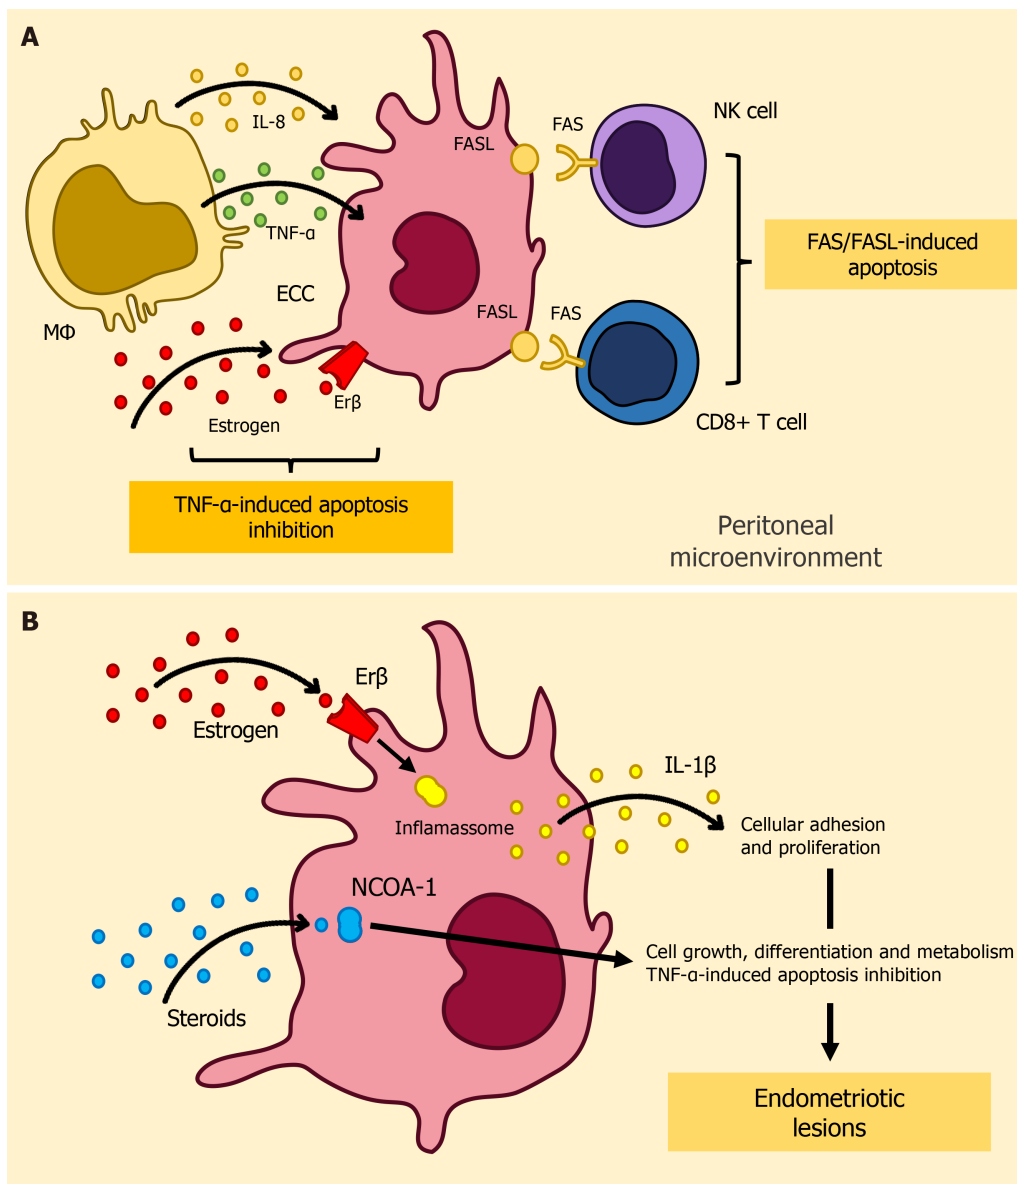 A
IL-8
TNF-ɑ
MΦ
ECC
Estrogen
Erβ
FASL
FAS
NK cell
FASL
FAS
CD8+ T cell
FAS/FASL-induced
apoptosis
TNF-ɑ-induced apoptosis
inhibition
Peritoneal
microenvironment
B
Estrogen
Erβ
Inflamassome
IL-1β
Cellular adhesion
and proliferation
NCOA-1
Steroids
Cell growth, differentiation and metabolism
TNF-ɑ-induced apoptosis inhibition
Endometriotic
lesions